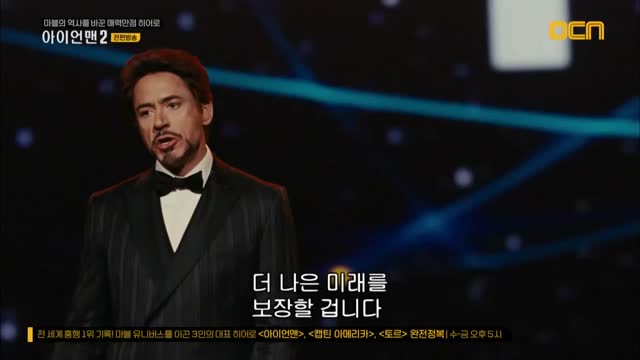 마블의 역사를 바꾼 매력만점 히어로
아이언맨 2 전편방송
OCN
더 나은 미래를
보장할 겁니다
전 세계 흥행 1위 기록! 마블 유니버스를 이끈 3인의 대표 히어로 <아이언맨>, <캡틴 아메리카>, <토르> 완전정복 | 수-금 오후 5시